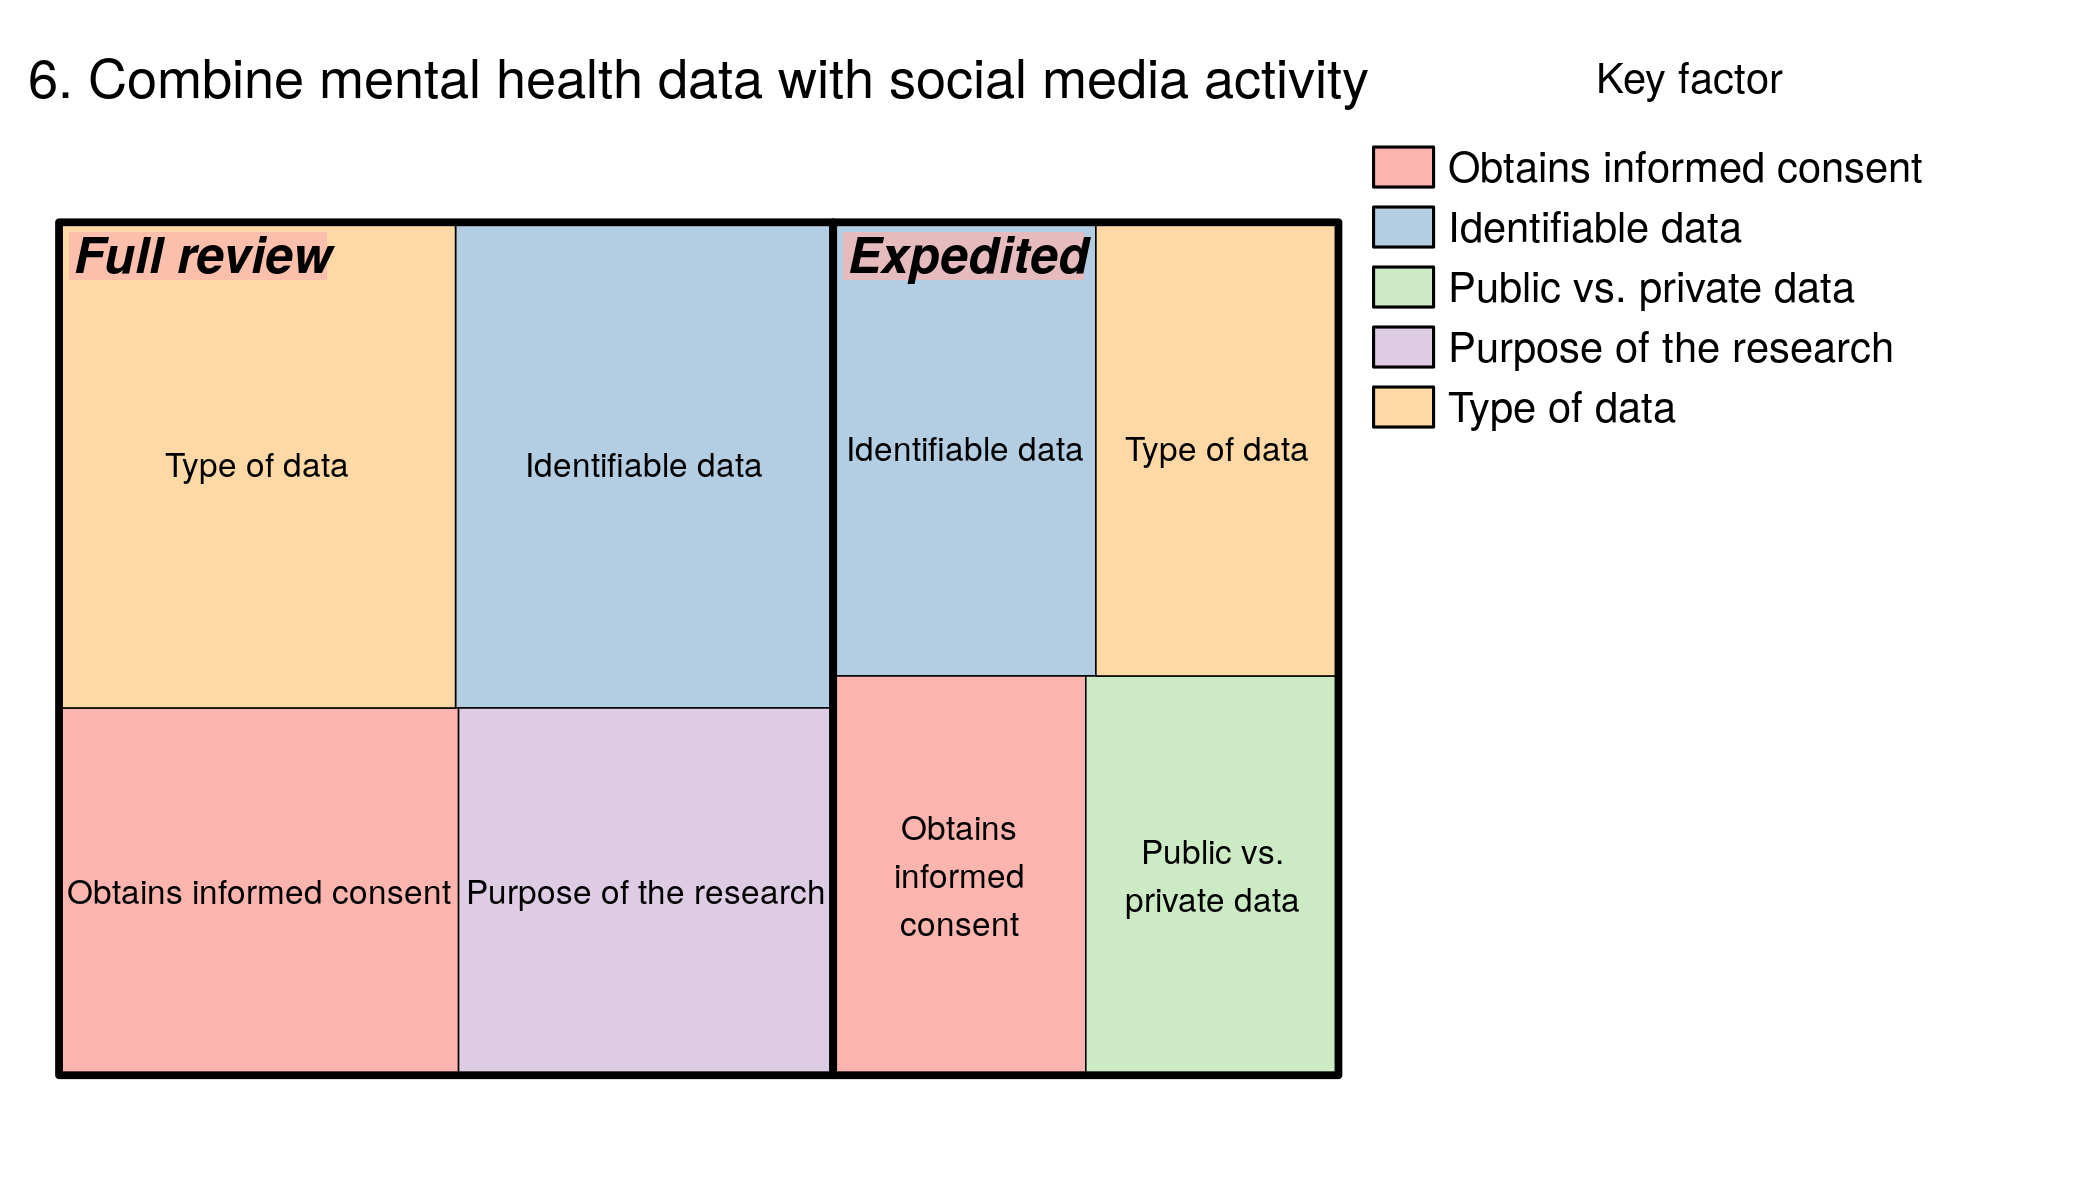 6. Combine mental health data with social media activity
Key factor
Obtains informed consent
Identifiable data
Public vs. private data
Purpose of the research
Type of data
Full review
Type of data
Identifiable data
Obtains informed consent
Purpose of the research
Expedited
Identifiable data
Type of data
Obtains
informed
consent
Public vs.
private data